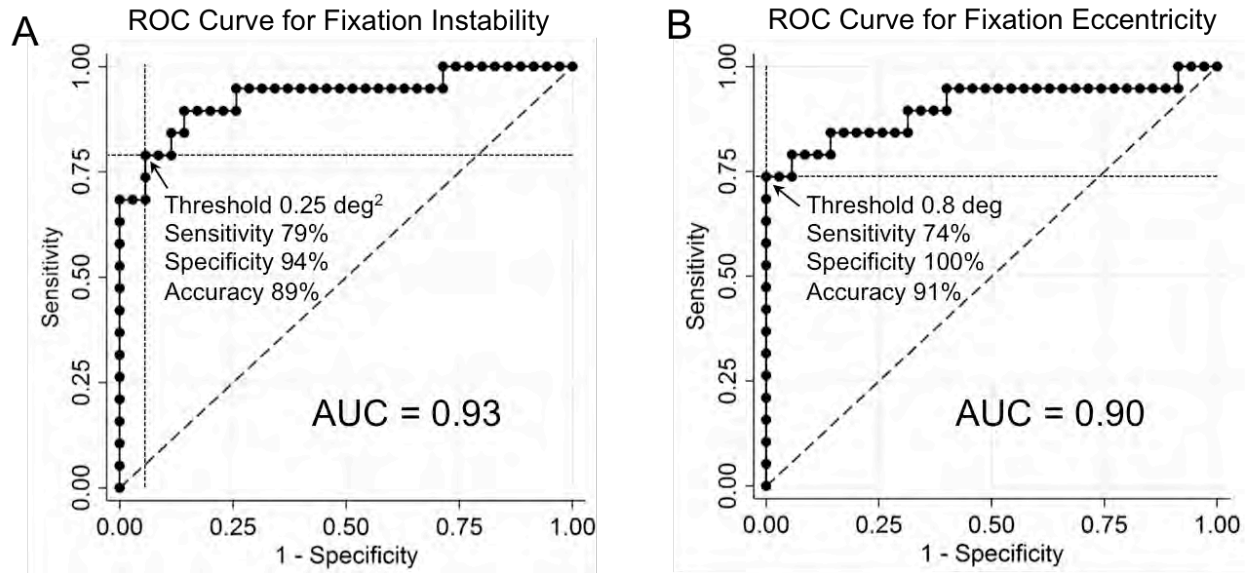 A
ROC Curve for Fixation Instability
1.00
0.75
0.50
0.25
0.00
Sensitivity
Threshold 0.25 deg²
Sensitivity 79%
Specificity 94%
Accuracy 89%
AUC = 0.93
0.00 0.25 0.50 0.75 1.00
1 - Specificity
B
ROC Curve for Fixation Eccentricity
1.00
0.75
0.50
0.25
0.00
Sensitivity
Threshold 0.8 deg
Sensitivity 74%
Specificity 100%
Accuracy 91%
AUC = 0.90
0.00 0.25 0.50 0.75 1.00
1 - Specificity